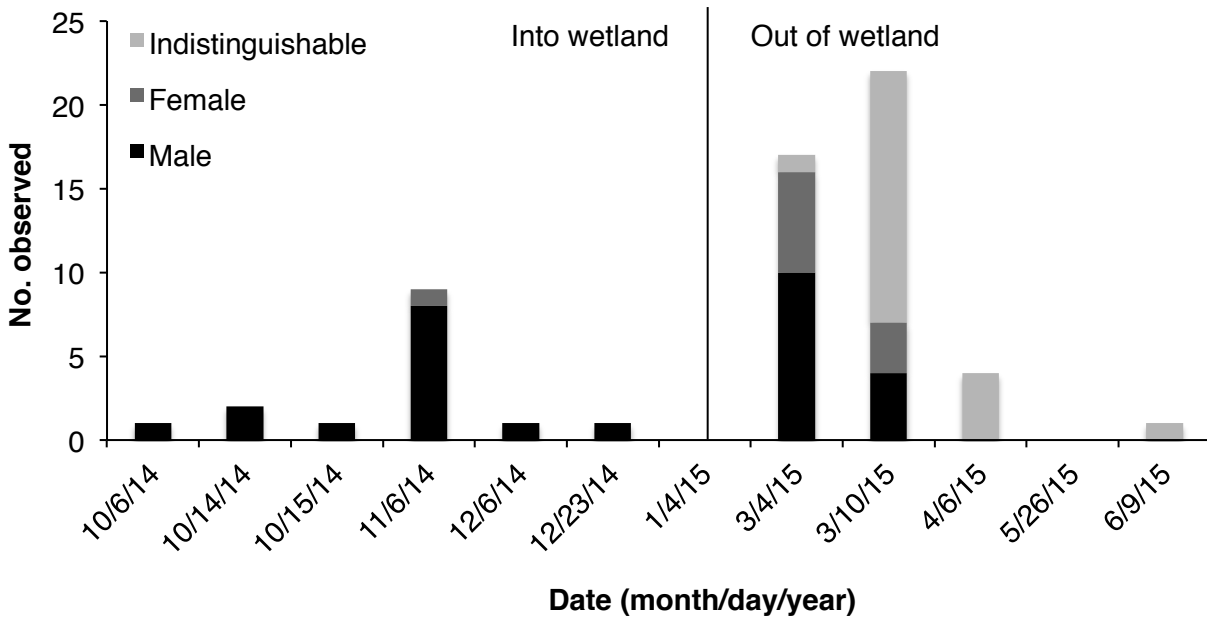 No. observed
25
20
15
10
5
0
Indistinguishable
Female
Male
Into wetland
Out of wetland
10/6/14
10/14/14
10/15/14
11/6/14
12/6/14
12/23/14
1/4/15
3/4/15
3/10/15
4/6/15
5/26/15
6/9/15
Date (month/day/year)